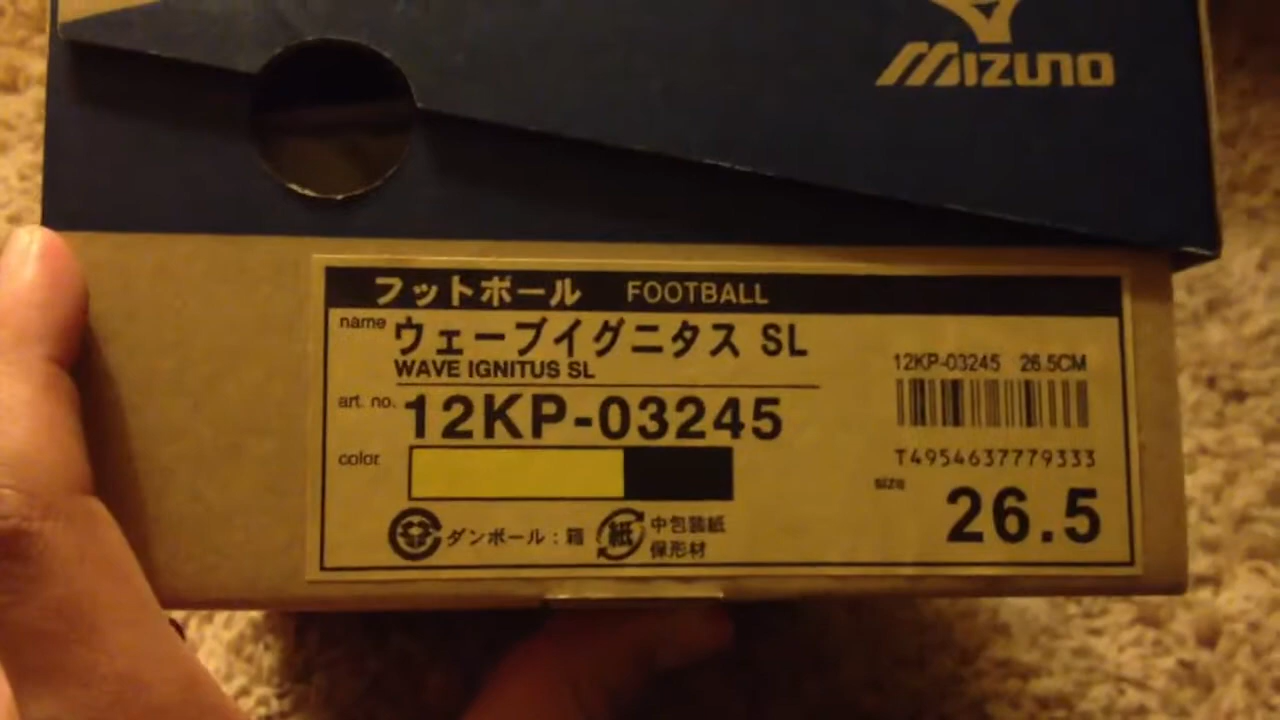 MIZUNO
フットボール FOOTBALL
name ウェーブイグニタス SL
WAVE IGNITUS SL
art. no. 12KP-03245
color
12KP-03245 26.5CM
T4954637779333
size 26.5
ダンボール：箱
紙 中包装紙
保形材